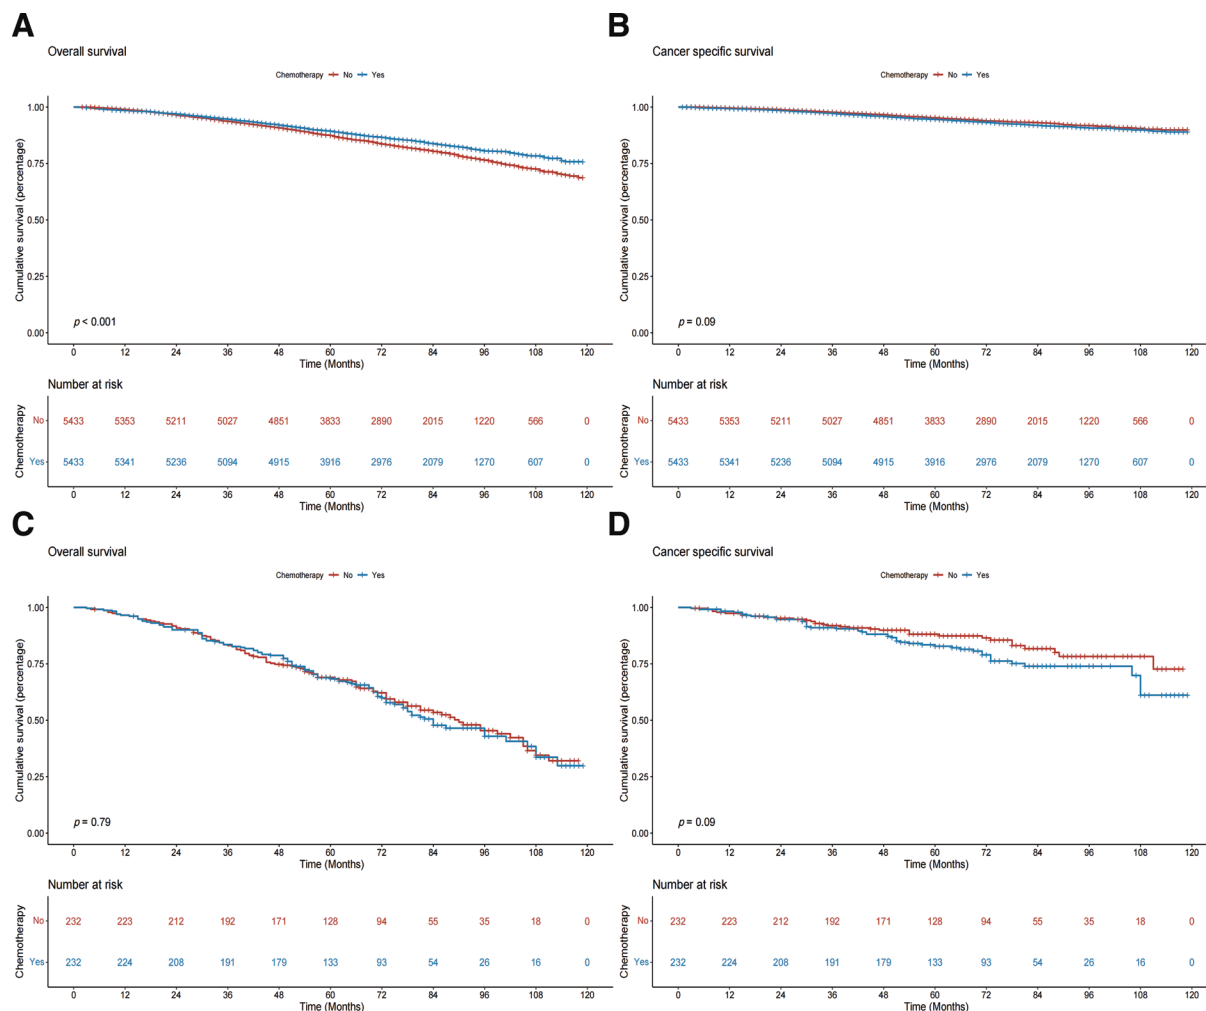 A
Overall survival
Chemotherapy No Yes
Cumulative survival (percentage)
1.00
0.75
0.50
0.25
0.00
p < 0.001
0 12 24 36 48 60 72 84 96 108 120
Time (Months)
Number at risk
Chemotherapy
No 5433 5353 5211 5027 4851 3833 2890 2015 1220 566 0
Yes 5433 5341 5236 5094 4915 3916 2976 2079 1270 607 0
0 12 24 36 48 60 72 84 96 108 120
Time (Months)
B
Cancer specific survival
Chemotherapy No Yes
Cumulative survival (percentage)
1.00
0.75
0.50
0.25
0.00
p = 0.09
0 12 24 36 48 60 72 84 96 108 120
Time (Months)
Number at risk
Chemotherapy
No 5433 5353 5211 5027 4851 3833 2890 2015 1220 566 0
Yes 5433 5341 5236 5094 4915 3916 2976 2079 1270 607 0
0 12 24 36 48 60 72 84 96 108 120
Time (Months)
C
Overall survival
Chemotherapy No Yes
Cumulative survival (percentage)
1.00
0.75
0.50
0.25
0.00
p = 0.79
0 12 24 36 48 60 72 84 96 108 120
Time (Months)
Number at risk
Chemotherapy
No 232 223 212 192 171 128 94 55 35 18 0
Yes 232 224 208 191 179 133 93 54 26 16 0
0 12 24 36 48 60 72 84 96 108 120
Time (Months)
D
Cancer specific survival
Chemotherapy No Yes
Cumulative survival (percentage)
1.00
0.75
0.50
0.25
0.00
p = 0.09
0 12 24 36 48 60 72 84 96 108 120
Time (Months)
Number at risk
Chemotherapy
No 232 223 212 192 171 128 94 55 35 18 0
Yes 232 224 208 191 179 133 93 54 26 16 0
0 12 24 36 48 60 72 84 96 108 120
Time (Months)